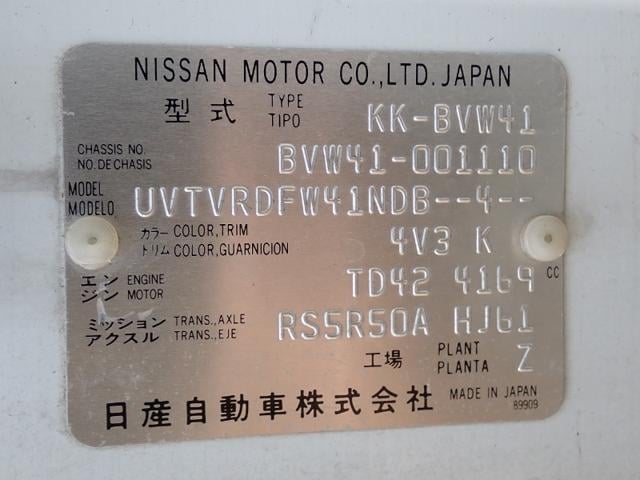 NISSAN MOTOR CO.,LTD. JAPAN
型式 TYPE TIPO KK-BVW41
CHASSIS NO. NO. DE CHASIS BVW41-001110
MODEL MODELO UVTVRDFW41NDB--4--
カラー COLOR,TRIM トリム COLOR,GUARNICION 4V3 K
エンジン ENGINE MOTOR TD42 4169 CC
ミッション TRANS.,AXLE アクスル TRANS.,EJE RS5R50A HJ61
工場 PLANT PLANTA Z
日産自動車株式会社 MADE IN JAPAN
89909